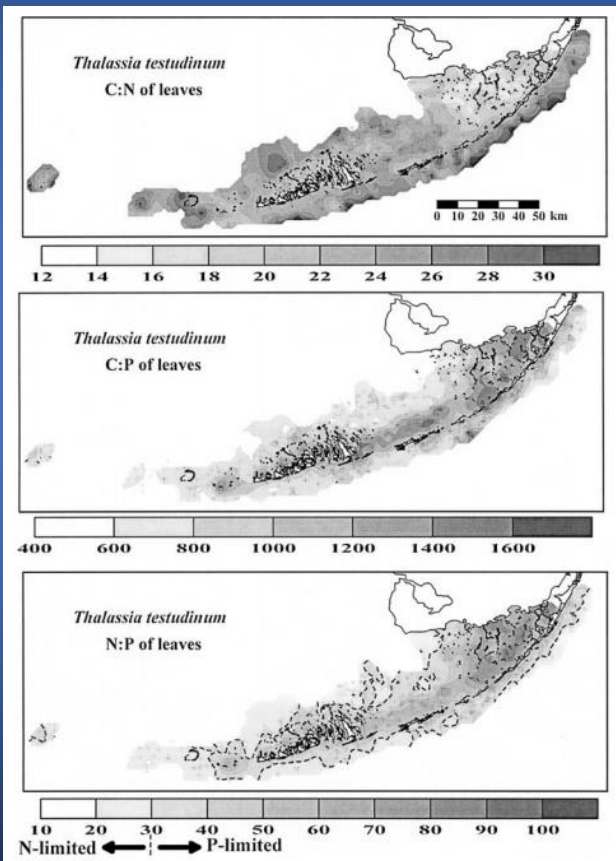 Thalassia testudinum
C:N of leaves
0 10 20 30 40 50 km
12 14 16 18 20 22 24 26 28 30
Thalassia testudinum
C:P of leaves
400 600 800 1000 1200 1400 1600
Thalassia testudinum
N:P of leaves
10 20 30 40 50 60 70 80 90 100
N-limited P-limited